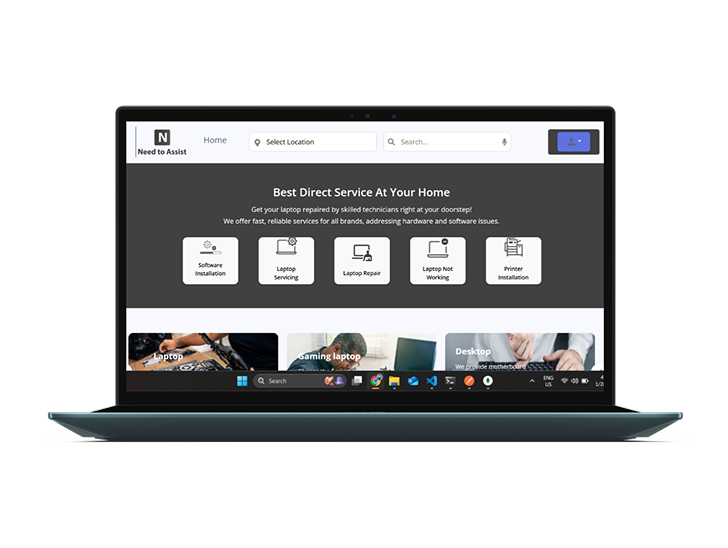 N
Need to Assist
Home
Select Location
Search...
Best Direct Service At Your Home
Get your laptop repaired by skilled technicians right at your doorstep!
We offer fast, reliable services for all brands, addressing hardware and software issues.
Software
Installation
Laptop
Servicing
Laptop Repair
Laptop Not
Working
Printer
Installation
Laptop
Gaming laptop
Desktop
We provide motherboard
Search
ENG
US